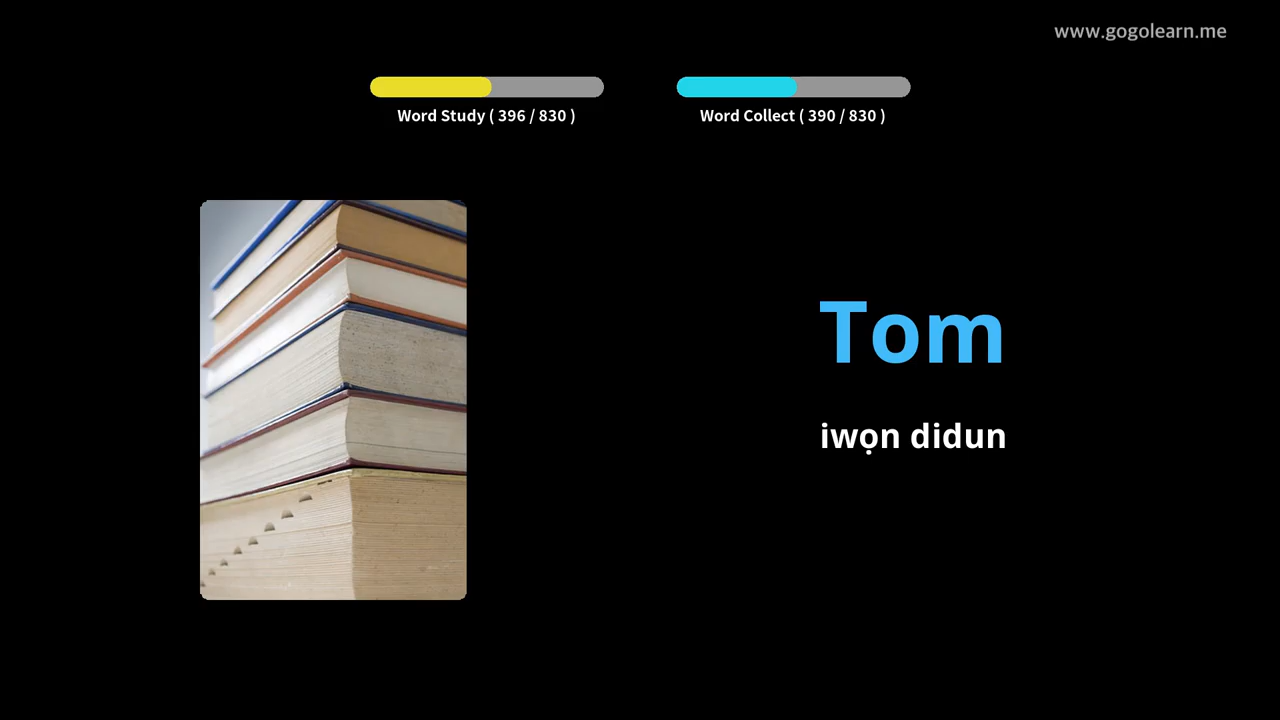 www.gogolearn.me
Word Study ( 396 / 830 )
Word Collect ( 390 / 830 )
Tom
iwọn didun